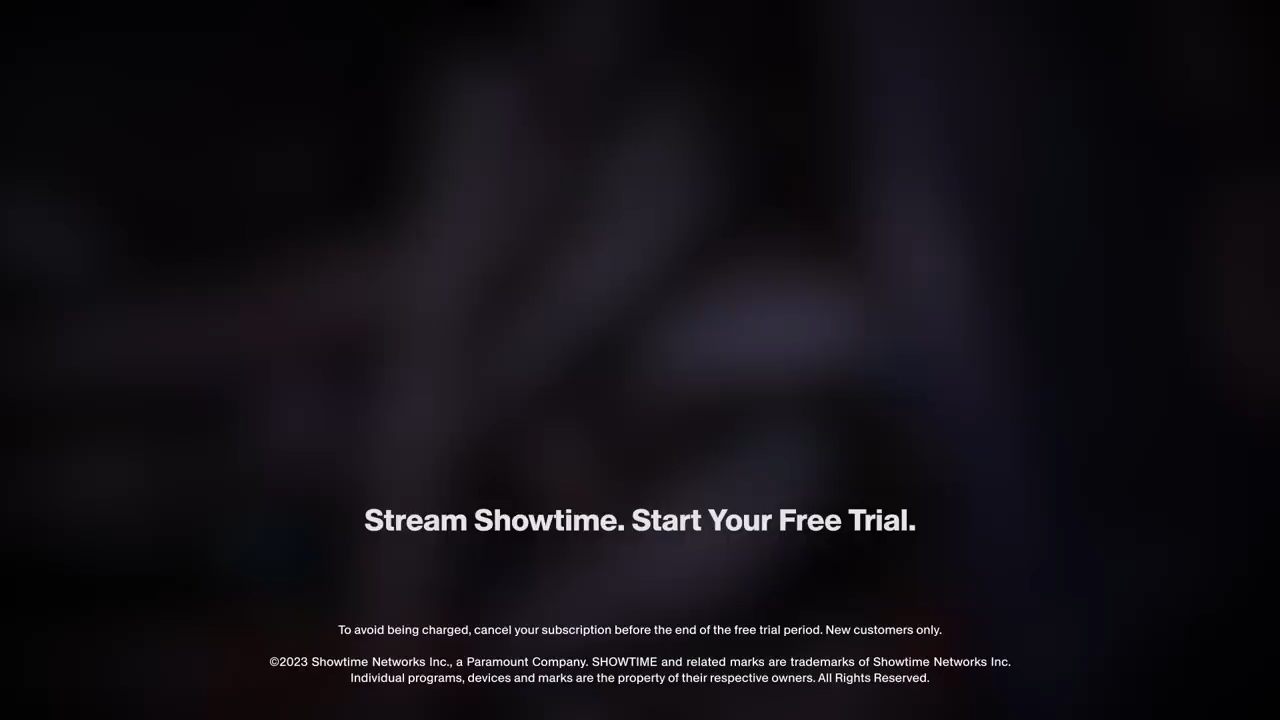 Stream Showtime. Start Your Free Trial.
To avoid being charged, cancel your subscription before the end of the free trial period. New customers only.
©2023 Showtime Networks Inc., a Paramount Company. SHOWTIME and related marks are trademarks of Showtime Networks Inc.
Individual programs, devices and marks are the property of their respective owners. All Rights Reserved.